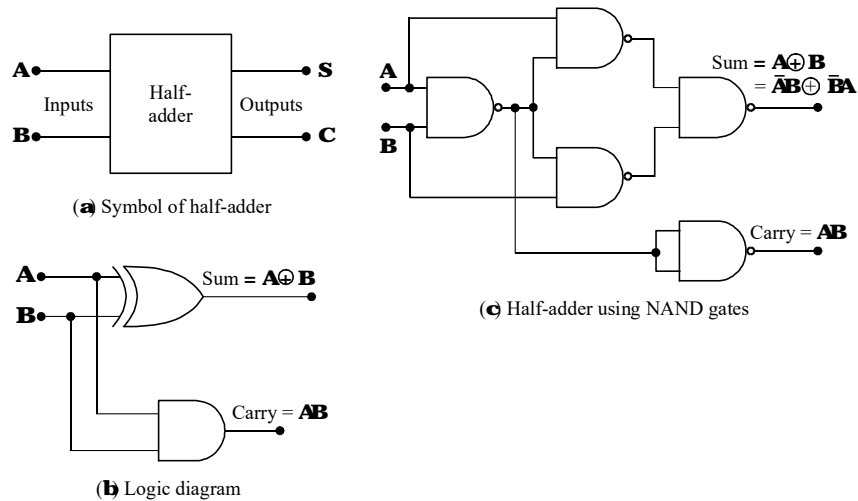 A
B
Inputs
Half-
adder
Outputs
S
C
(a) Symbol of half-adder
A
B
Sum = A⊕ B
Carry = AB
(b) Logic diagram
A
B
Sum = A⊕ B
= A̅B ⊕ B̅A
Carry = AB
(c) Half-adder using NAND gates